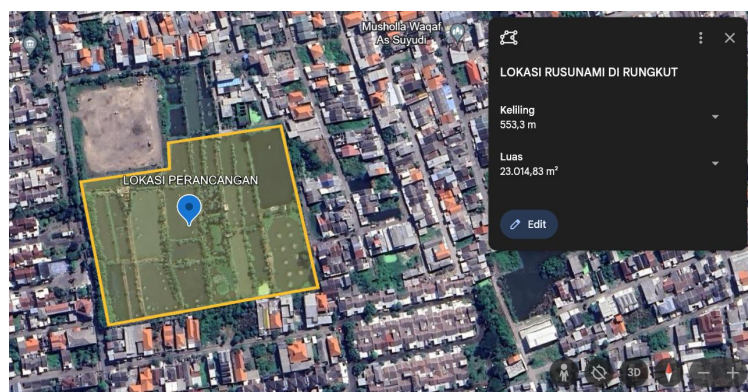 Musholla Waqaf
As Suyudi
LOKASI PERANCANGAN
LOKASI RUSUNAMI DI RUNGKUT
Keliling
553,3 m
Luas
23.014,83 m²
Edit
3D